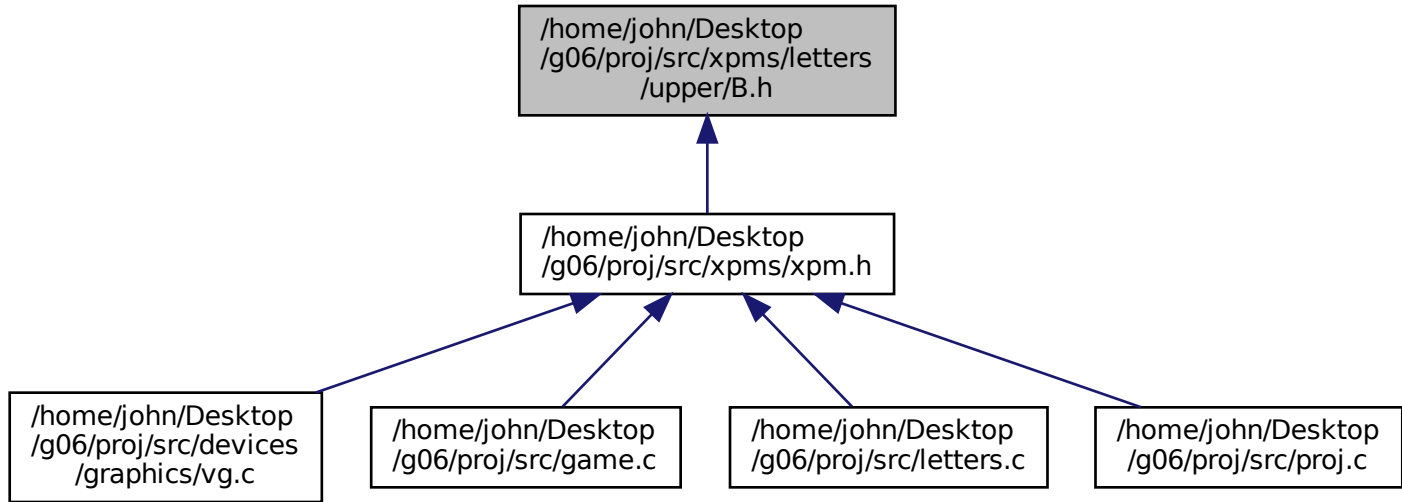 /home/john/Desktop
/g06/proj/src/xpms/letters
/upper/B.h
/home/john/Desktop
/g06/proj/src/xpms/xpm.h
/home/john/Desktop
/g06/proj/src/devices
/graphics/vg.c
/home/john/Desktop
/g06/proj/src/game.c
/home/john/Desktop
/g06/proj/src/letters.c
/home/john/Desktop
/g06/proj/src/proj.c